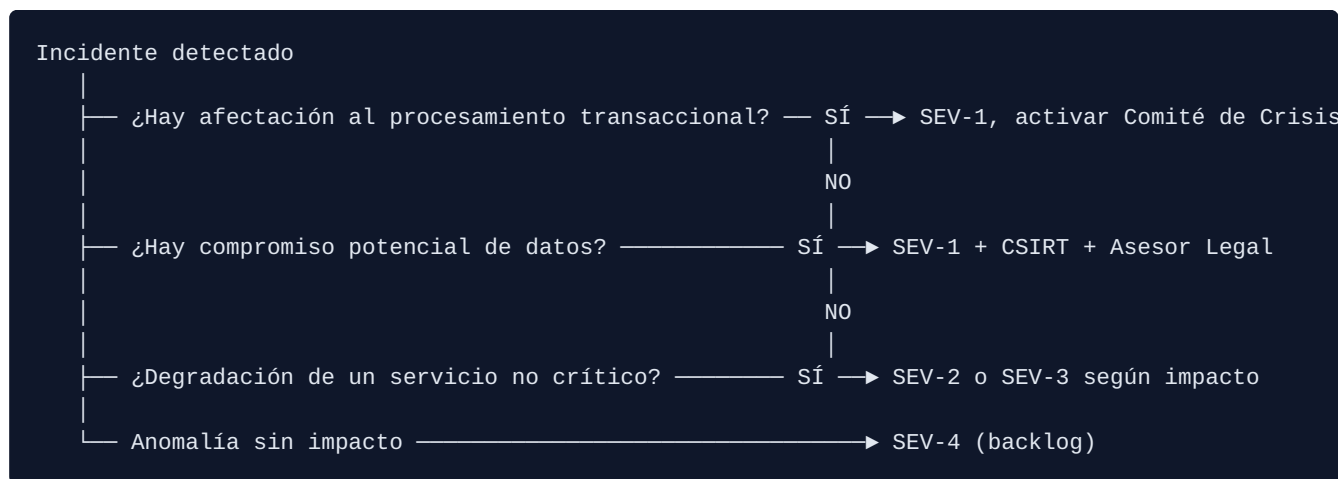 Incidente detectado
¿Hay afectación al procesamiento transaccional? SÍ SEV-1, activar Comité de Crisis
NO
¿Hay compromiso potencial de datos? SÍ SEV-1 + CSIRT + Asesor Legal
NO
¿Degradación de un servicio no crítico? SÍ SEV-2 o SEV-3 según impacto
Anomalía sin impacto SEV-4 (backlog)